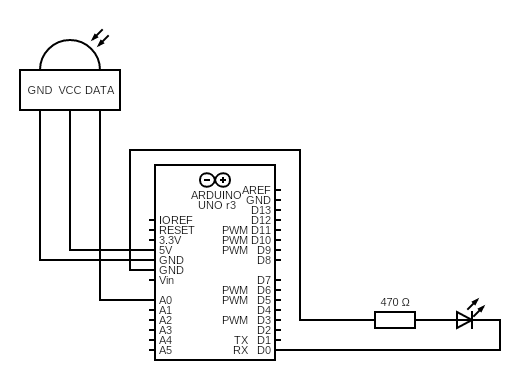 GND VCC DATA
ARDUINO
UNO r3
AREF
GND
D13
IOREF D12
RESET PWM D11
3.3V PWM D10
5V PWM D9
GND D8
GND
Vin D7
PWM D6
A0 PWM D5
A1 D4
A2 PWM D3
A3 D2
A4 TX D1
A5 RX D0
470 Ω